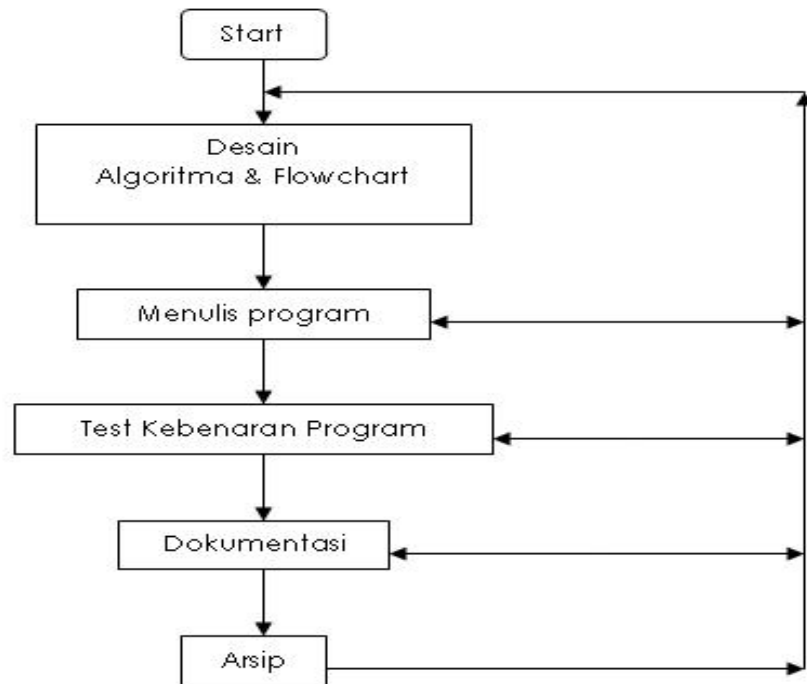 Start
Desain
Algoritma & Flowchart
Menulis program
Test Kebenaran Program
Dokumentasi
Arsip